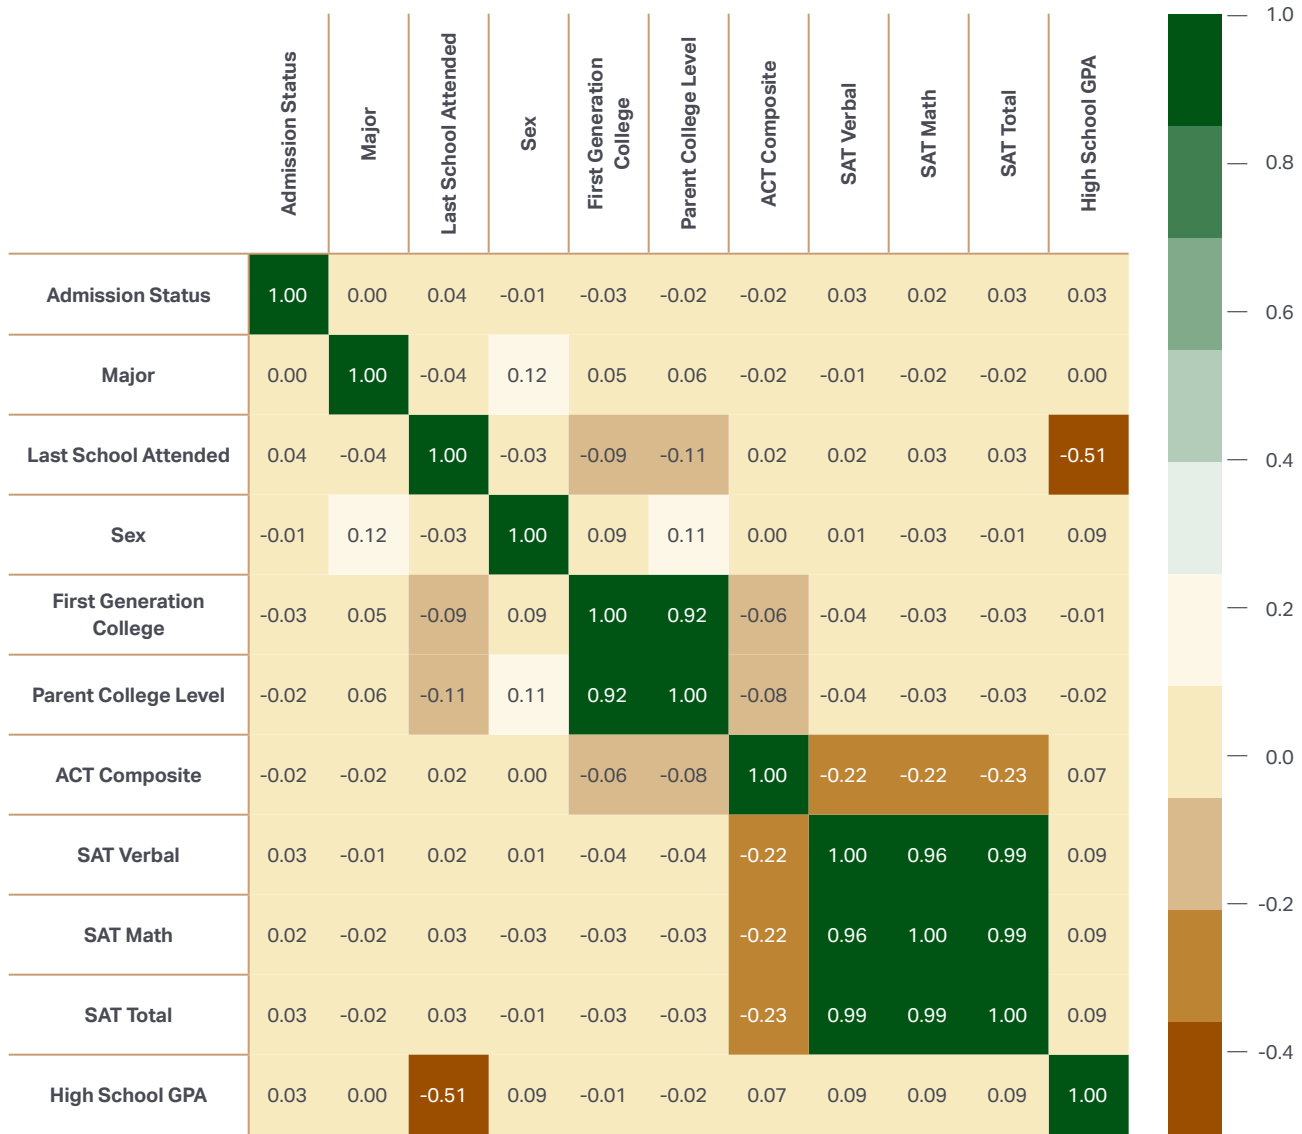 Admission Status
Major
Last School Attended
Sex
First Generation
College
Parent College Level
ACT Composite
SAT Verbal
SAT Math
SAT Total
High School GPA
Admission Status 1.00 0.00 0.04 -0.01 -0.03 -0.02 -0.02 0.03 0.02 0.03 0.03
Major 0.00 1.00 -0.04 0.12 0.05 0.06 -0.02 -0.01 -0.02 -0.02 0.00
Last School Attended 0.04 -0.04 1.00 -0.03 -0.09 -0.11 0.02 0.02 0.03 0.03 -0.51
Sex -0.01 0.12 -0.03 1.00 0.09 0.11 0.00 0.01 -0.03 -0.01 0.09
First Generation
College -0.03 0.05 -0.09 0.09 1.00 0.92 -0.06 -0.04 -0.03 -0.03 -0.01
Parent College Level -0.02 0.06 -0.11 0.11 0.92 1.00 -0.08 -0.04 -0.03 -0.03 -0.02
ACT Composite -0.02 -0.02 0.02 0.00 -0.06 -0.08 1.00 -0.22 -0.22 -0.23 0.07
SAT Verbal 0.03 -0.01 0.02 0.01 -0.04 -0.04 -0.22 1.00 0.96 0.99 0.09
SAT Math 0.02 -0.02 0.03 -0.03 -0.03 -0.03 -0.22 0.96 1.00 0.99 0.09
SAT Total 0.03 -0.02 0.03 -0.01 -0.03 -0.03 -0.23 0.99 0.99 1.00 0.09
High School GPA 0.03 0.00 -0.51 0.09 -0.01 -0.02 0.07 0.09 0.09 0.09 1.00
1.0
0.8
0.6
0.4
0.2
0.0
-0.2
-0.4